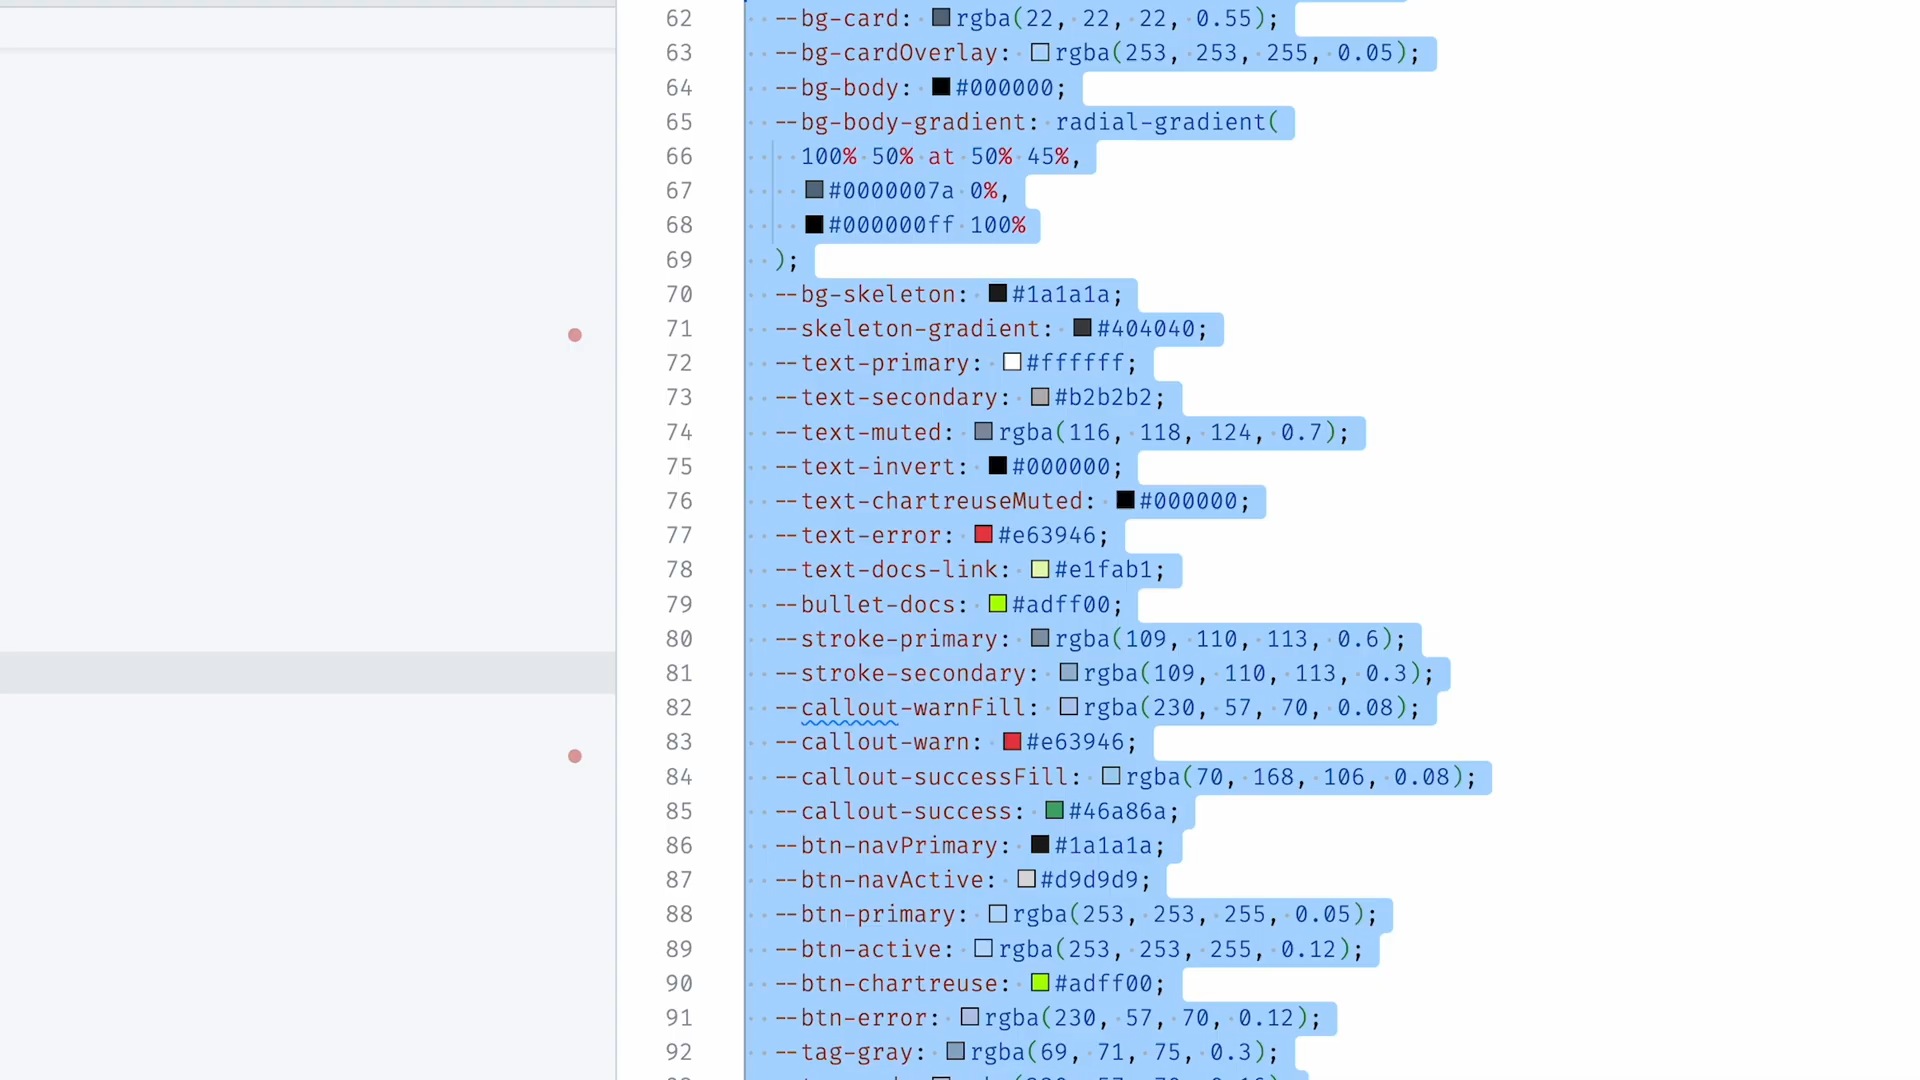 62 --bg-card: rgba(22, 22, 22, 0.55);
63 --bg-cardOverlay: rgba(253, 253, 255, 0.05);
64 --bg-body: #000000;
65 --bg-body-gradient: radial-gradient(
66 100% 50% at 50% 45%,
67 #0000007a 0%,
68 #000000ff 100%
69 );
70 --bg-skeleton: #1a1a1a;
71 --skeleton-gradient: #404040;
72 --text-primary: #ffffff;
73 --text-secondary: #b2b2b2;
74 --text-muted: rgba(116, 118, 124, 0.7);
75 --text-invert: #000000;
76 --text-chartreuseMuted: #000000;
77 --text-error: #e63946;
78 --text-docs-link: #e1fab1;
79 --bullet-docs: #adff00;
80 --stroke-primary: rgba(109, 110, 113, 0.6);
81 --stroke-secondary: rgba(109, 110, 113, 0.3);
82 --callout-warnFill: rgba(230, 57, 70, 0.08);
83 --callout-warn: #e63946;
84 --callout-successFill: rgba(70, 168, 106, 0.08);
85 --callout-success: #46a86a;
86 --btn-navPrimary: #1a1a1a;
87 --btn-navActive: #d9d9d9;
88 --btn-primary: rgba(253, 253, 255, 0.05);
89 --btn-active: rgba(253, 253, 255, 0.12);
90 --btn-chartreuse: #adff00;
91 --btn-error: rgba(230, 57, 70, 0.12);
92 --tag-gray: rgba(69, 71, 75, 0.3);